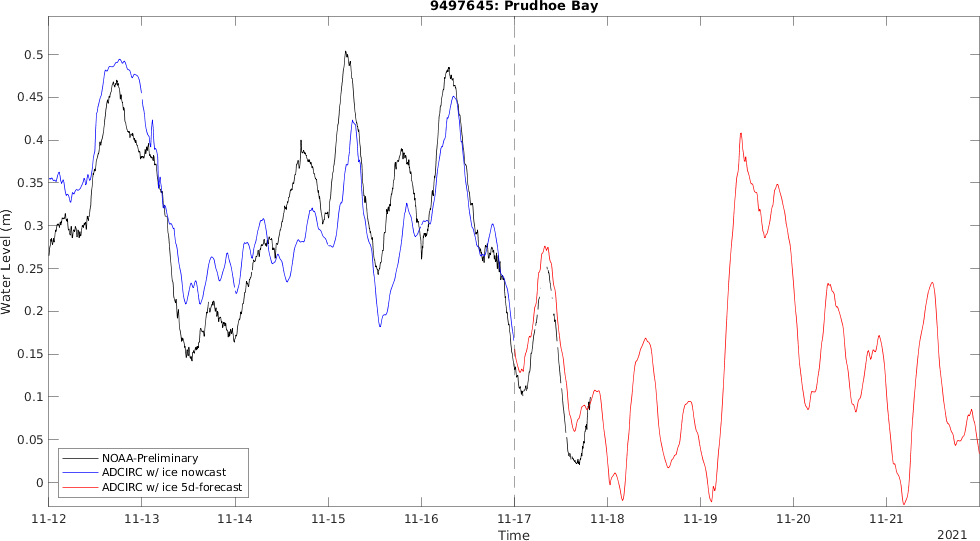 9497645: Prudhoe Bay
Water Level (m)
0.5
0.45
0.4
0.35
0.3
0.25
0.2
0.15
0.1
0.05
0
NOAA-Preliminary
ADCIRC w/ ice nowcast
ADCIRC w/ ice 5d-forecast
11-12 11-13 11-14 11-15 11-16 11-17 11-18 11-19 11-20 11-21
Time
2021